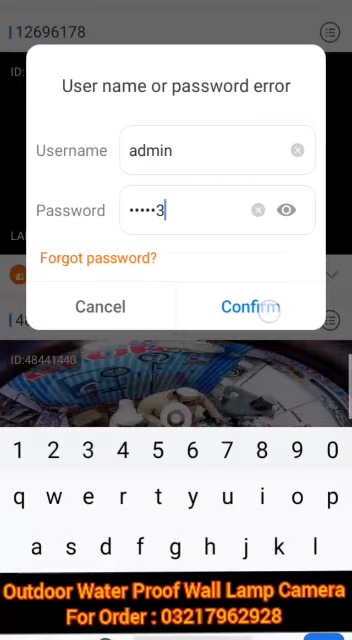 12696178
ID:
User name or password error
Username admin
Password •••••3
Forgot password?
Cancel Confirm
ID:48441440
1 2 3 4 5 6 7 8 9 0
q w e r t y u i o p
a s d f g h j k l
Outdoor Water Proof Wall Lamp Camera
For Order : 03217962928